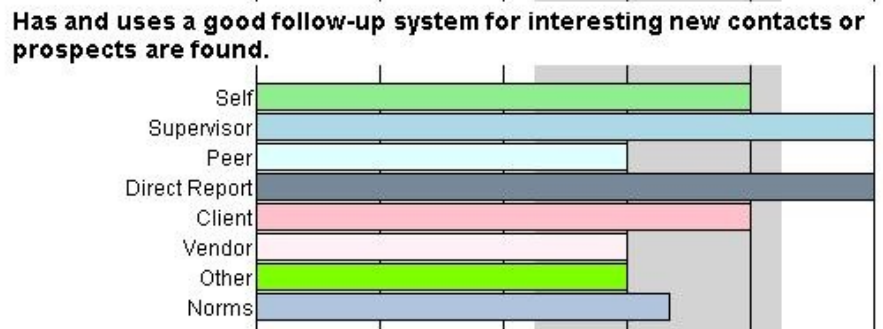 Has and uses a good follow-up system for interesting new contacts or
prospects are found.
Self
Supervisor
Peer
Direct Report
Client
Vendor
Other
Norms